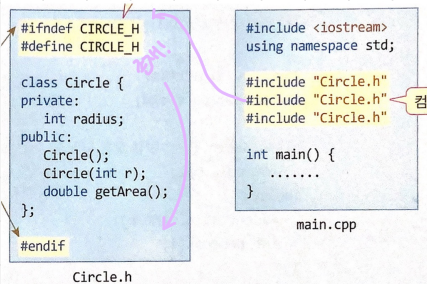 #ifndef CIRCLE_H
#define CIRCLE_H
class Circle {
private:
int radius;
public:
Circle();
Circle(int r);
double getArea();
};
#endif
Circle.h
#include <iostream>
using namespace std;
#include "Circle.h"
#include "Circle.h"
#include "Circle.h"
컴
int main() {
.......
}
main.cpp